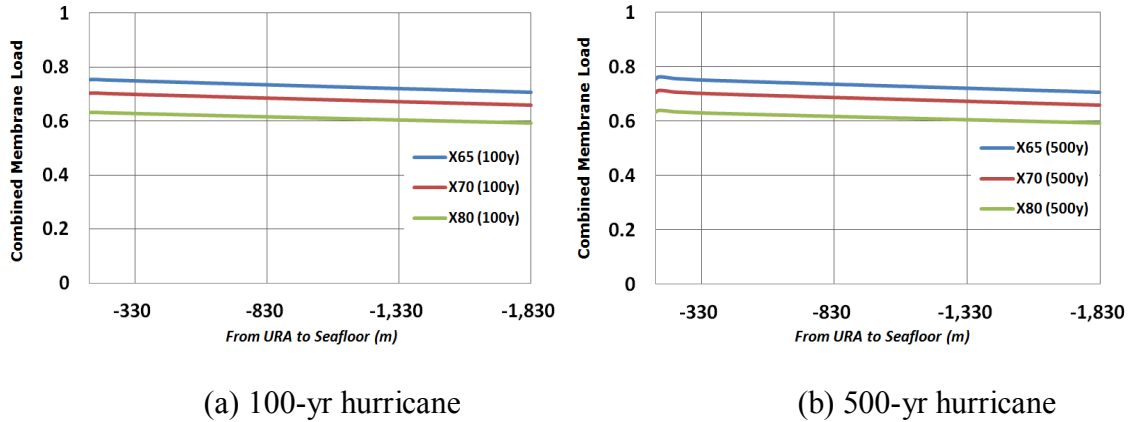 Combined Membrane Load
1
0.8
0.6
0.4
0.2
0
X65 (100y)
X70 (100y)
X80 (100y)
-330
-830
-1,330
-1,830
From URA to Seafloor (m)
(a) 100-yr hurricane
Combined Membrane Load
1
0.8
0.6
0.4
0.2
0
X65 (500y)
X70 (500y)
X80 (500y)
-330
-830
-1,330
-1,830
From URA to Seafloor (m)
(b) 500-yr hurricane